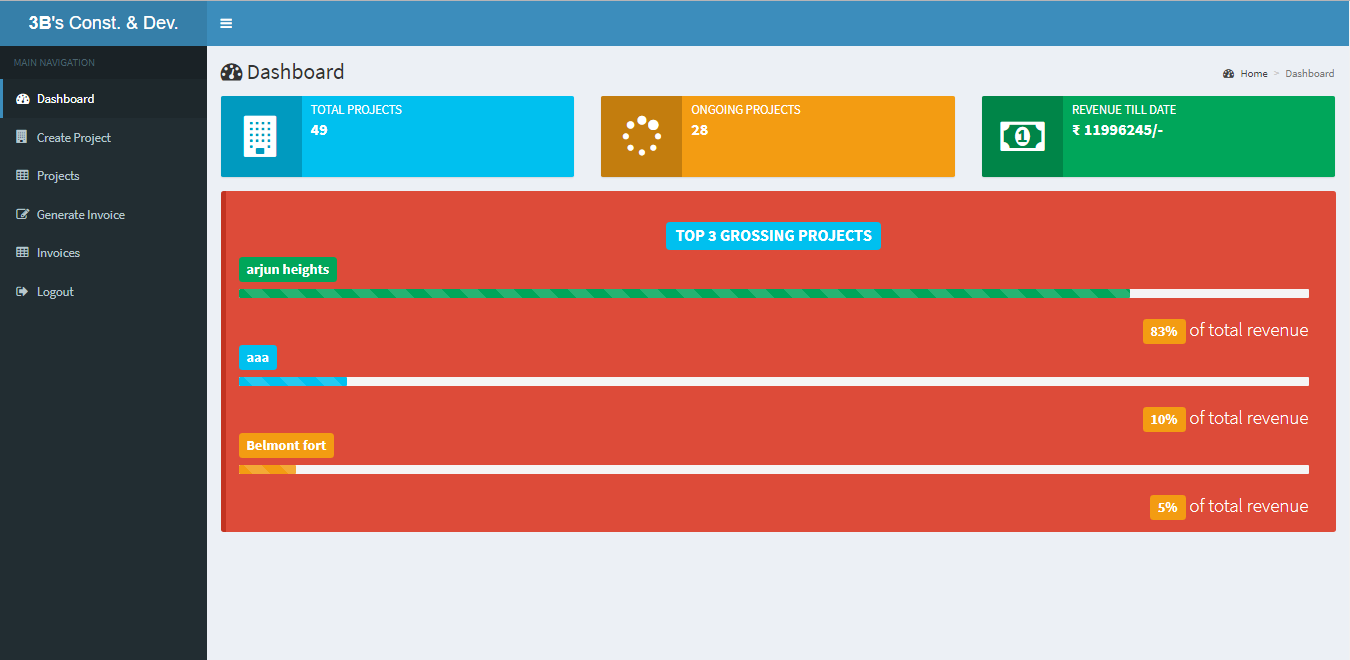 3B's Const. & Dev.
MAIN NAVIGATION
Dashboard
Create Project
Projects
Generate Invoice
Invoices
Logout
Dashboard
Home > Dashboard
TOTAL PROJECTS
49
ONGOING PROJECTS
28
REVENUE TILL DATE
₹ 11996245/-
1
TOP 3 GROSSING PROJECTS
arjun heights
83% of total revenue
aaa
10% of total revenue
Belmont fort
5% of total revenue